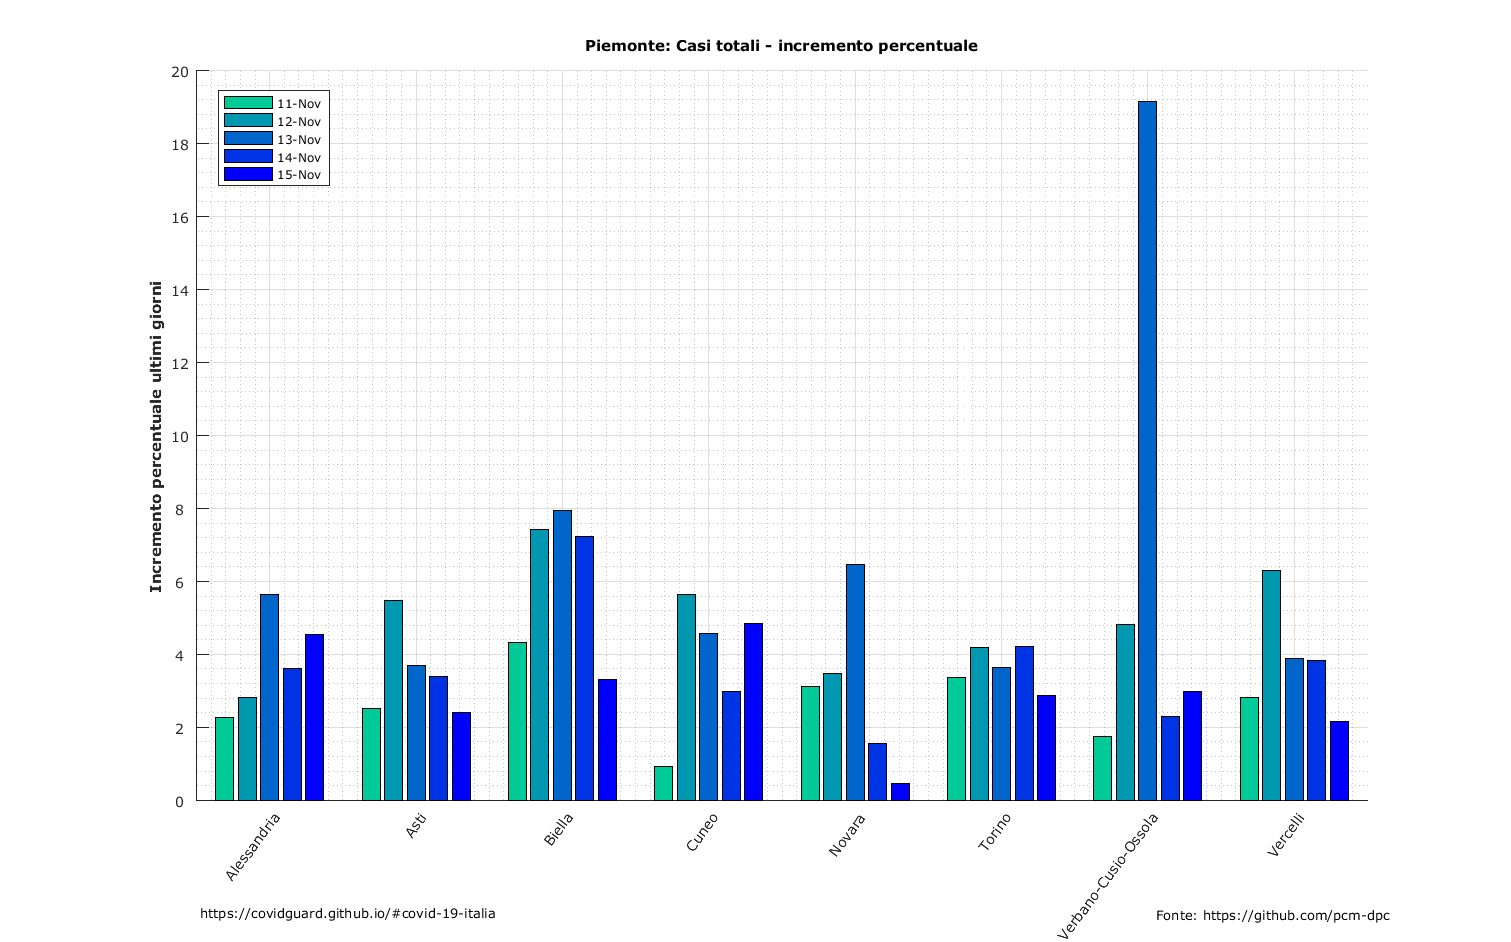 Piemonte: Casi totali - incremento percentuale
20
18
16
14
12
10
8
6
4
2
0
Incremento percentuale ultimi giorni
11-Nov
12-Nov
13-Nov
14-Nov
15-Nov
Alessandria
Asti
Biella
Cuneo
Novara
Torino
Verbano-Cusio-Ossola
Vercelli
https://covidguard.github.io/#covid-19-italia
Fonte: https://github.com/pcm-dpc